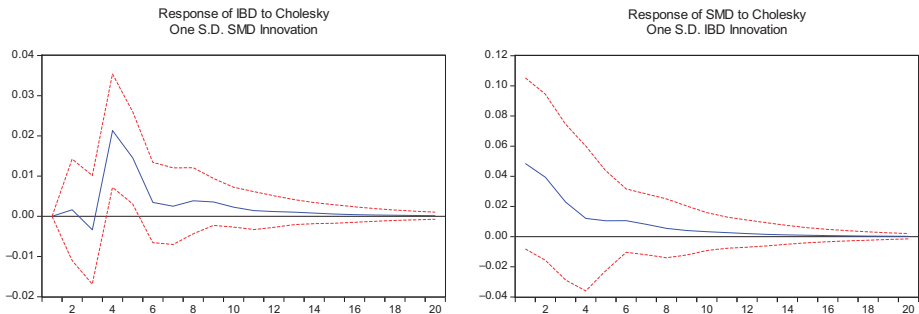 Response of IBD to Cholesky
One S.D. SMD Innovation
0.04
0.03
0.02
0.01
0.00
−0.01
−0.02
2 4 6 8 10 12 14 16 18 20
Response of SMD to Cholesky
One S.D. IBD Innovation
0.12
0.10
0.08
0.06
0.04
0.02
0.00
−0.02
−0.04
2 4 6 8 10 12 14 16 18 20